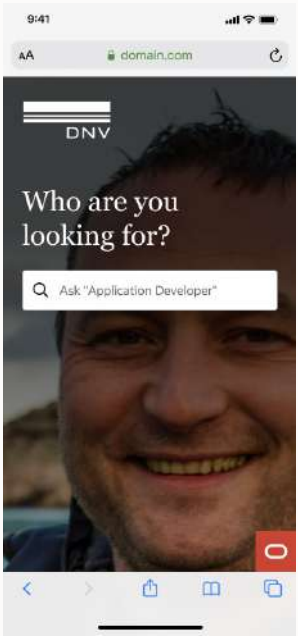 9:41
AA domain.com
DNV
Who are you
looking for?
Ask "Application Developer"